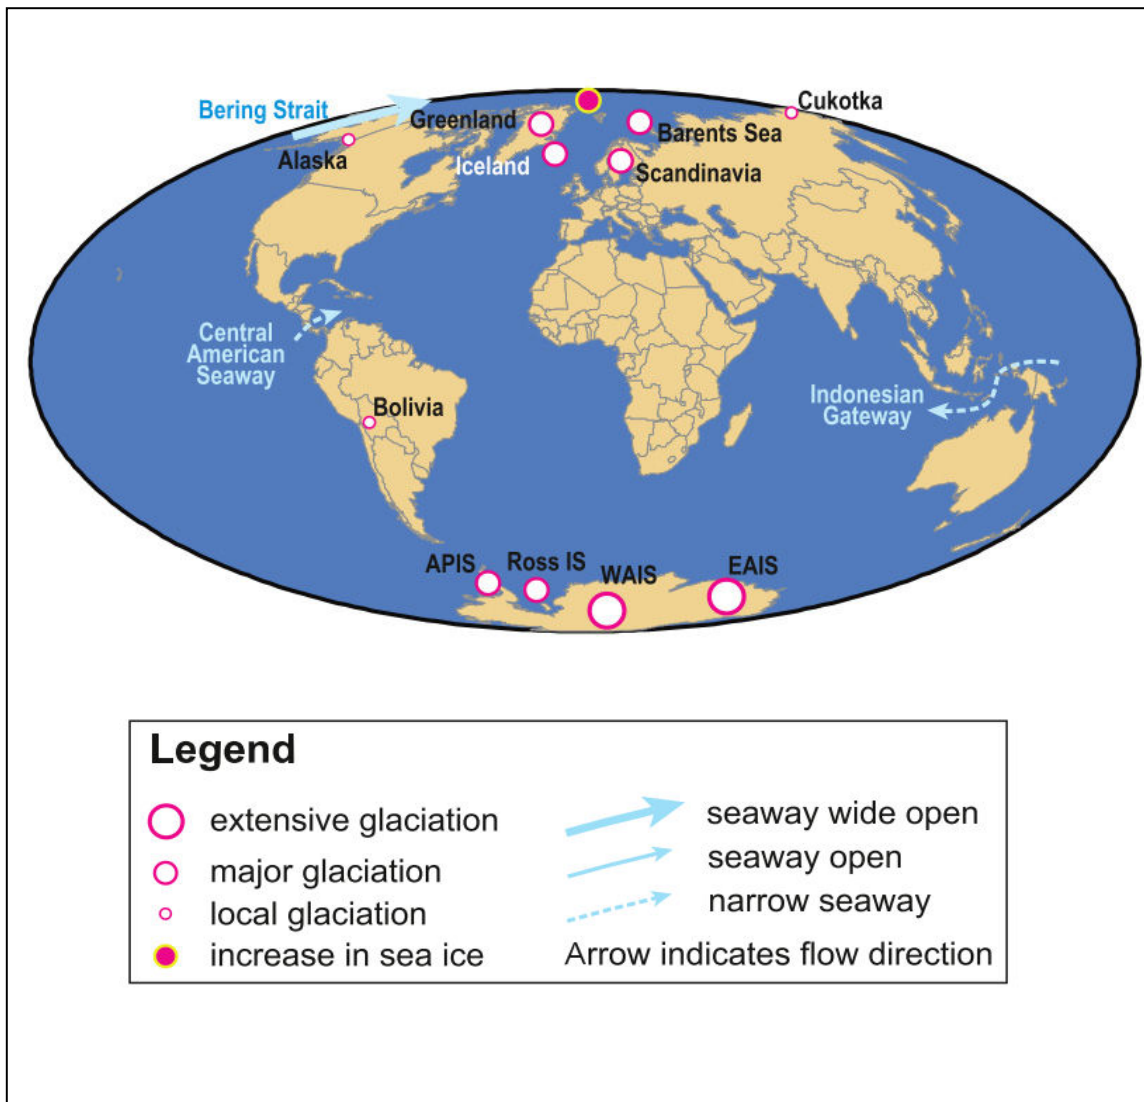 Cukotka
Bering Strait
Greenland
Barents Sea
Alaska
Iceland
Scandinavia
Central
American
Seaway
Indonesian
Gateway
Bolivia
APIS
Ross IS
WAIS
EAIS
Legend
extensive glaciation
major glaciation
local glaciation
increase in sea ice
seaway wide open
seaway open
narrow seaway
Arrow indicates flow direction